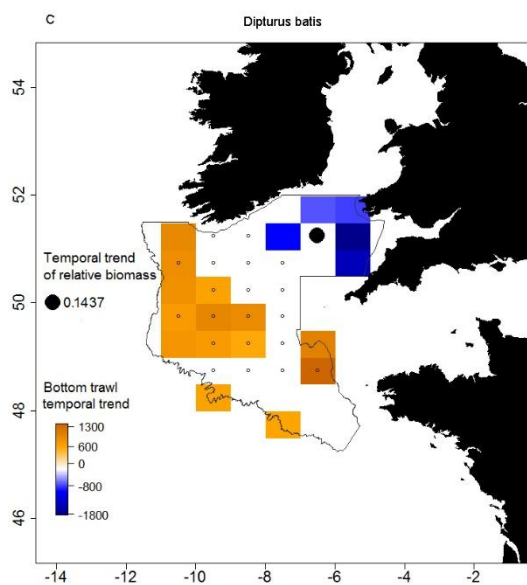 C
Dipturus batis
54
52
50
48
46
Temporal trend
of relative biomass
0.1437
Bottom trawl
temporal trend
1300
600
0
-800
-1800
-14 -12 -10 -8 -6 -4 -2